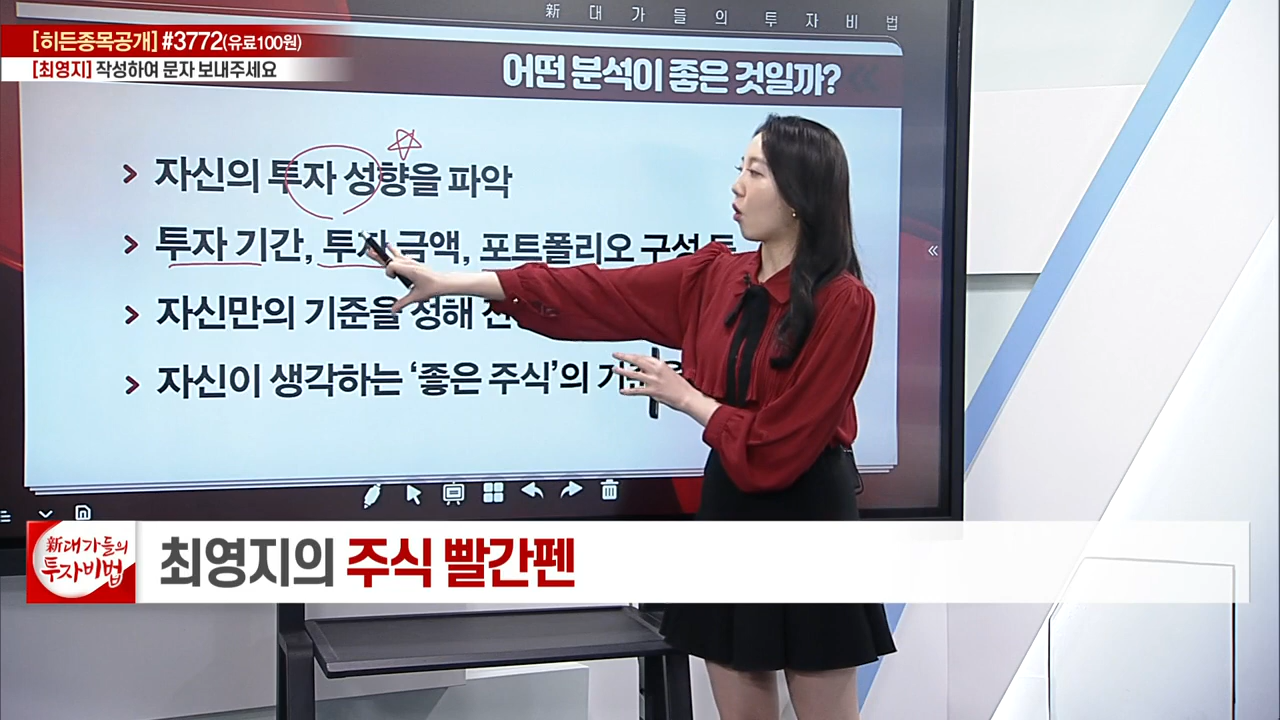 新대가들의 투자비법
[히든종목공개] #3772(유료100원)
[최영지] 작성하여 문자 보내주세요
어떤 분석이 좋은 것일까?
자신의 투자 성향을 파악
투자 기간, 투자 금액, 포트폴리오 구성 등
자신만의 기준을 정해
자신이 생각하는 ‘좋은 주식’의
新대가들의
투자비법
최영지의 주식 빨간펜